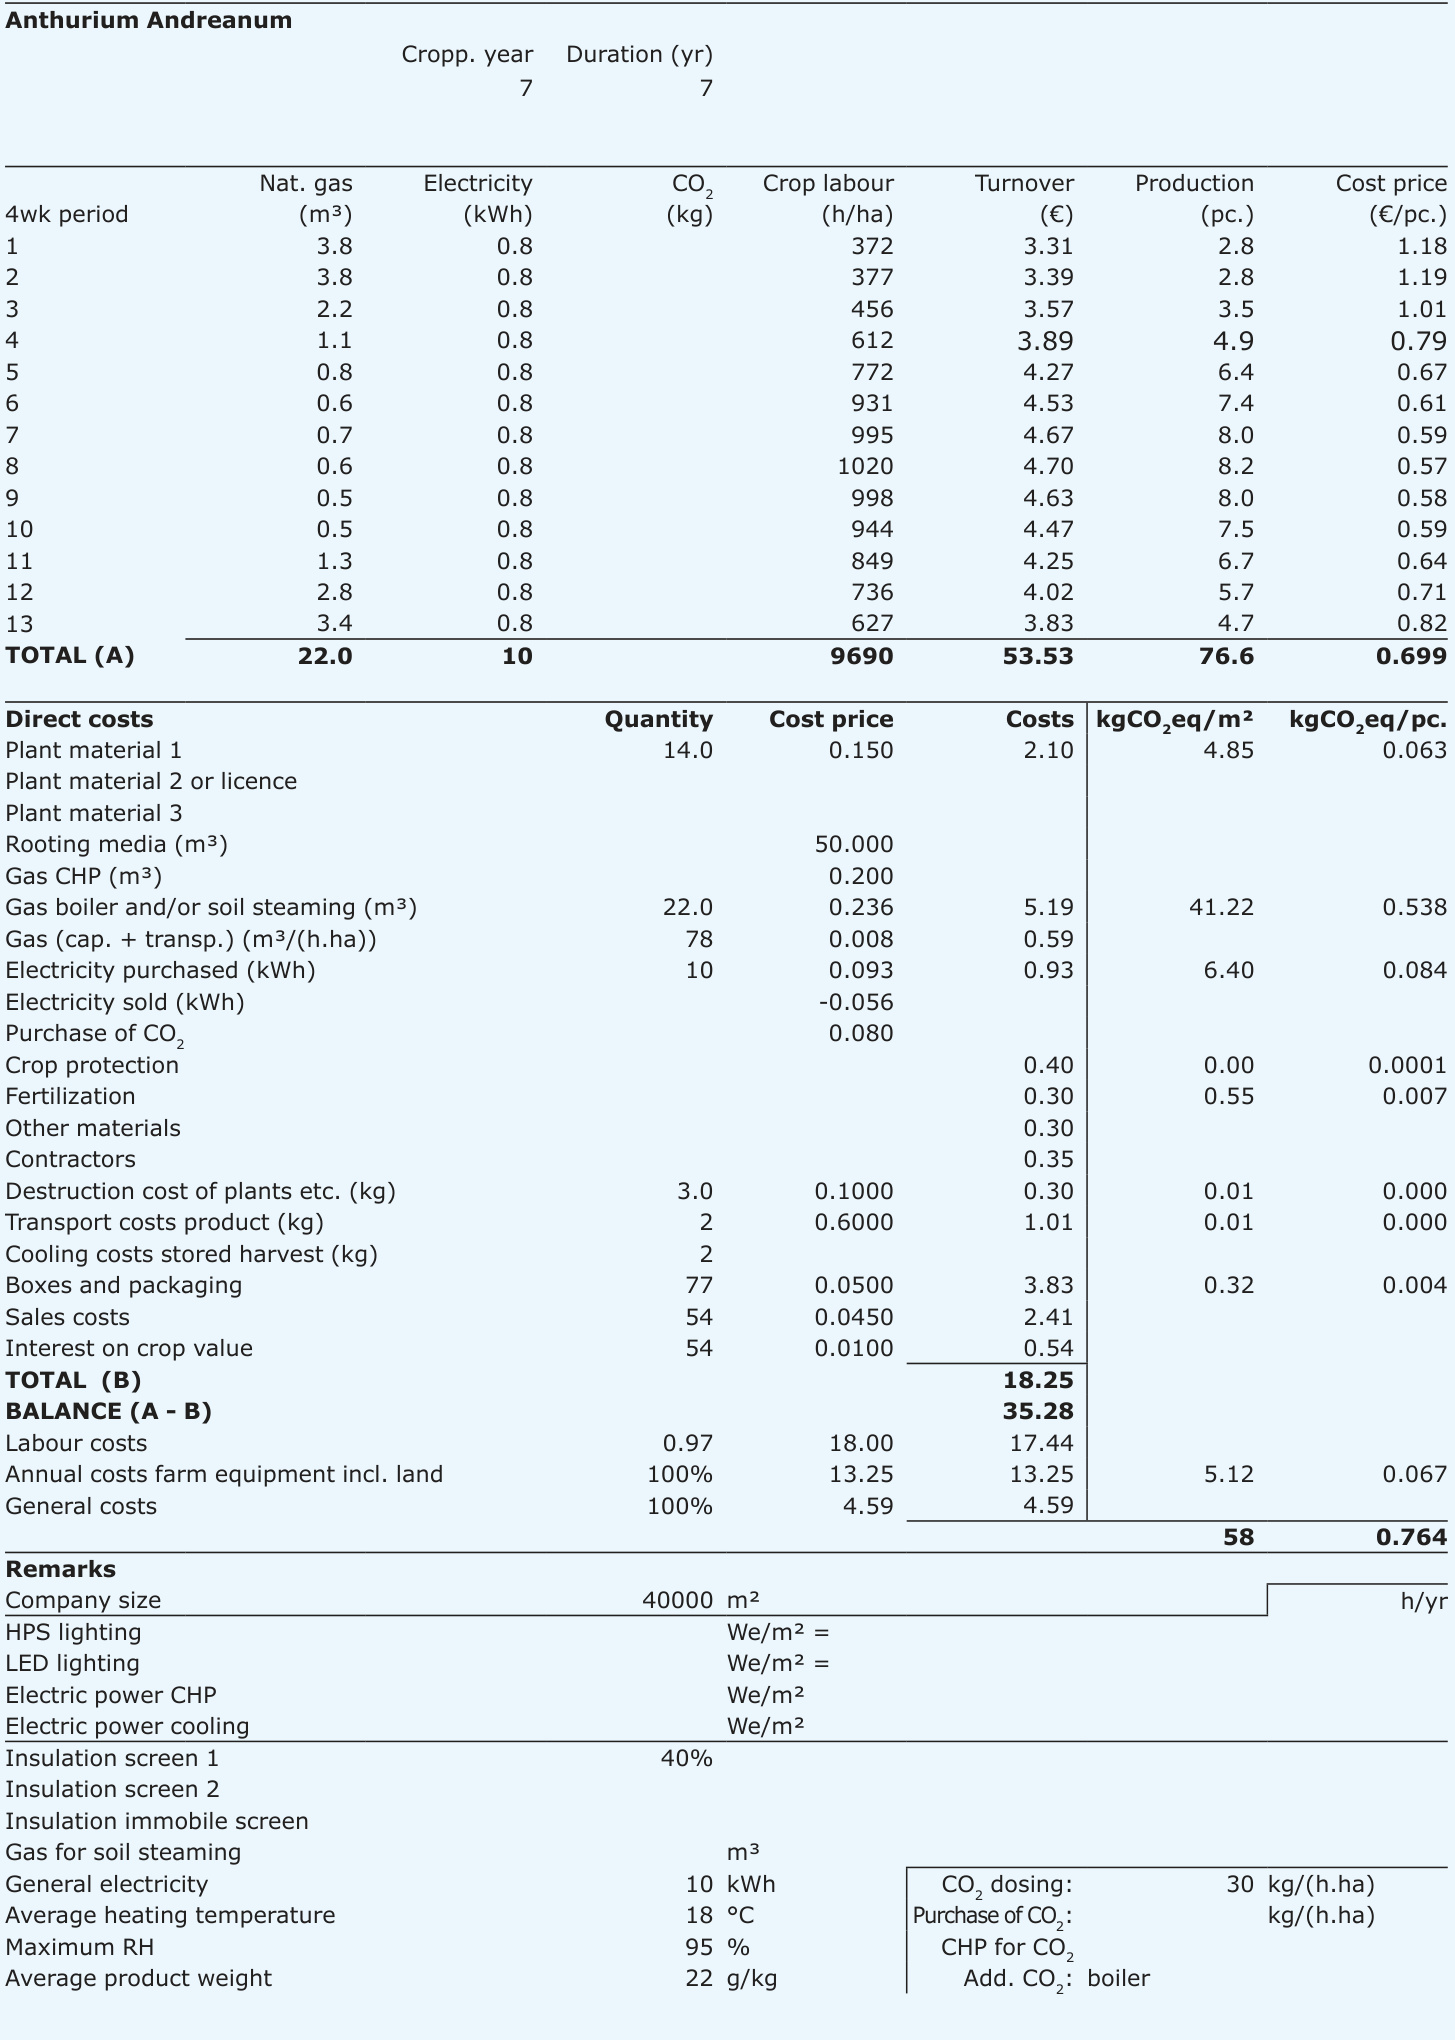 Anthurium Andreanum
Cropp. year Duration (yr)
7 7
Nat. gas Electricity CO₂ Crop labour Turnover Production Cost price
4wk period (m³) (kWh) (kg) (h/ha) (€) (pc.) (€/pc.)
1 3.8 0.8 372 3.31 2.8 1.18
2 3.8 0.8 377 3.39 2.8 1.19
3 2.2 0.8 456 3.57 3.5 1.01
4 1.1 0.8 612 3.89 4.9 0.79
5 0.8 0.8 772 4.27 6.4 0.67
6 0.6 0.8 931 4.53 7.4 0.61
7 0.7 0.8 995 4.67 8.0 0.59
8 0.6 0.8 1020 4.70 8.2 0.57
9 0.5 0.8 998 4.63 8.0 0.58
10 0.5 0.8 944 4.47 7.5 0.59
11 1.3 0.8 849 4.25 6.7 0.64
12 2.8 0.8 736 4.02 5.7 0.71
13 3.4 0.8 627 3.83 4.7 0.82
TOTAL (A) 22.0 10 9690 53.53 76.6 0.699
Direct costs Quantity Cost price Costs kgCO₂eq/m² kgCO₂eq/pc.
Plant material 1 14.0 0.150 2.10 4.85 0.063
Plant material 2 or licence
Plant material 3
Rooting media (m³) 50.000
Gas CHP (m³) 0.200
Gas boiler and/or soil steaming (m³) 22.0 0.236 5.19 41.22 0.538
Gas (cap. + transp.) (m³/(h.ha)) 78 0.008 0.59
Electricity purchased (kWh) 10 0.093 0.93 6.40 0.084
Electricity sold (kWh) -0.056
Purchase of CO₂ 0.080
Crop protection 0.40 0.00 0.0001
Fertilization 0.30 0.55 0.007
Other materials 0.30
Contractors 0.35
Destruction cost of plants etc. (kg) 3.0 0.1000 0.30 0.01 0.000
Transport costs product (kg) 2 0.6000 1.01 0.01 0.000
Cooling costs stored harvest (kg) 2
Boxes and packaging 77 0.0500 3.83 0.32 0.004
Sales costs 54 0.0450 2.41
Interest on crop value 54 0.0100 0.54
TOTAL (B) 18.25
BALANCE (A - B) 35.28
Labour costs 0.97 18.00 17.44
Annual costs farm equipment incl. land 100% 13.25 13.25 5.12 0.067
General costs 100% 4.59 4.59
58 0.764
Remarks
Company size 40000 m² h/yr
HPS lighting We/m² =
LED lighting We/m² =
Electric power CHP We/m²
Electric power cooling We/m²
Insulation screen 1 40%
Insulation screen 2
Insulation immobile screen
Gas for soil steaming m³
General electricity 10 kWh CO₂ dosing: 30 kg/(h.ha)
Average heating temperature 18 °C Purchase of CO₂: kg/(h.ha)
Maximum RH 95 % CHP for CO₂
Average product weight 22 g/kg Add. CO₂: boiler